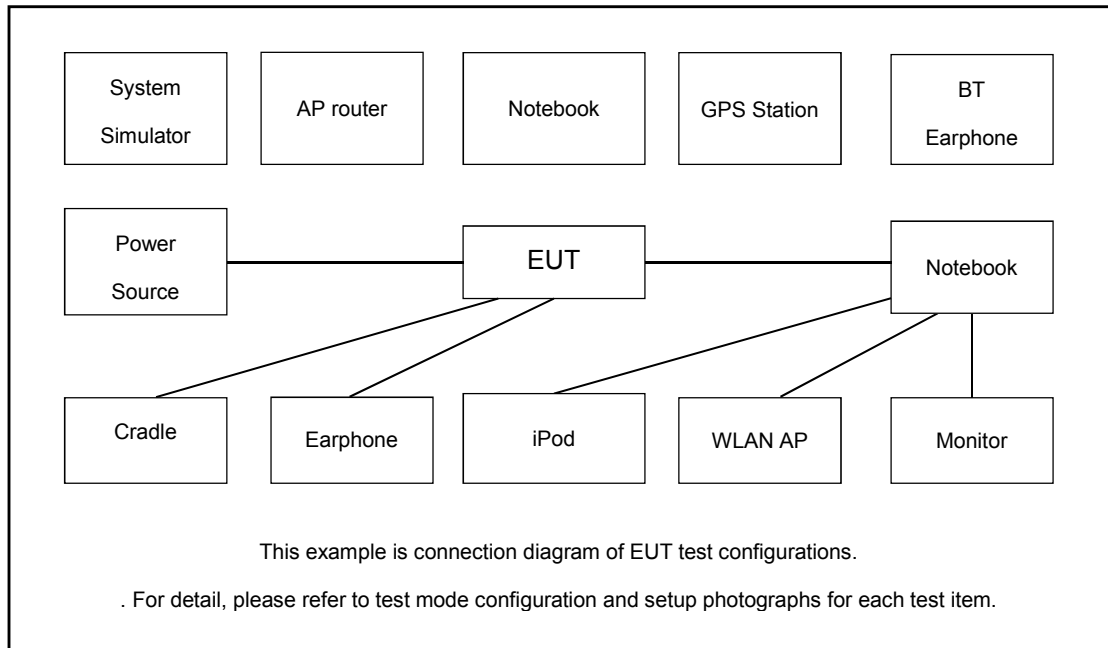 System
Simulator
AP router
Notebook
GPS Station
BT
Earphone
Power
Source
EUT
Notebook
Cradle
Earphone
iPod
WLAN AP
Monitor
This example is connection diagram of EUT test configurations.
. For detail, please refer to test mode configuration and setup photographs for each test item.